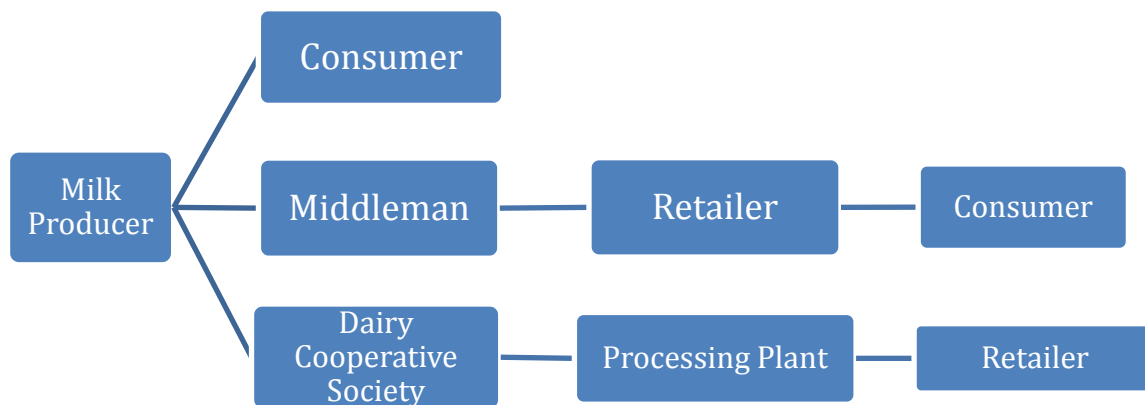 Consumer
Milk
Producer
Middleman
Retailer
Consumer
Dairy
Cooperative
Society
Processing Plant
Retailer